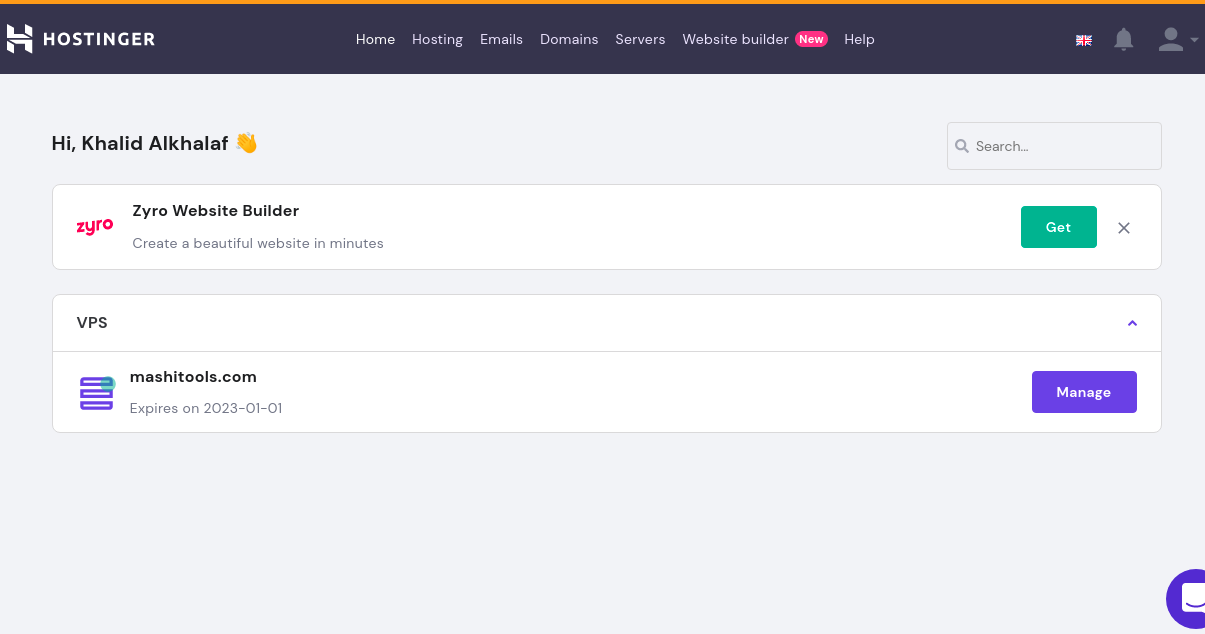 HOSTINGER
Home Hosting Emails Domains Servers Website builder New Help
Hi, Khalid Alkhalaf 👋
Search...
zyro
Zyro Website Builder
Create a beautiful website in minutes
Get
VPS
mashitools.com
Expires on 2023-01-01
Manage